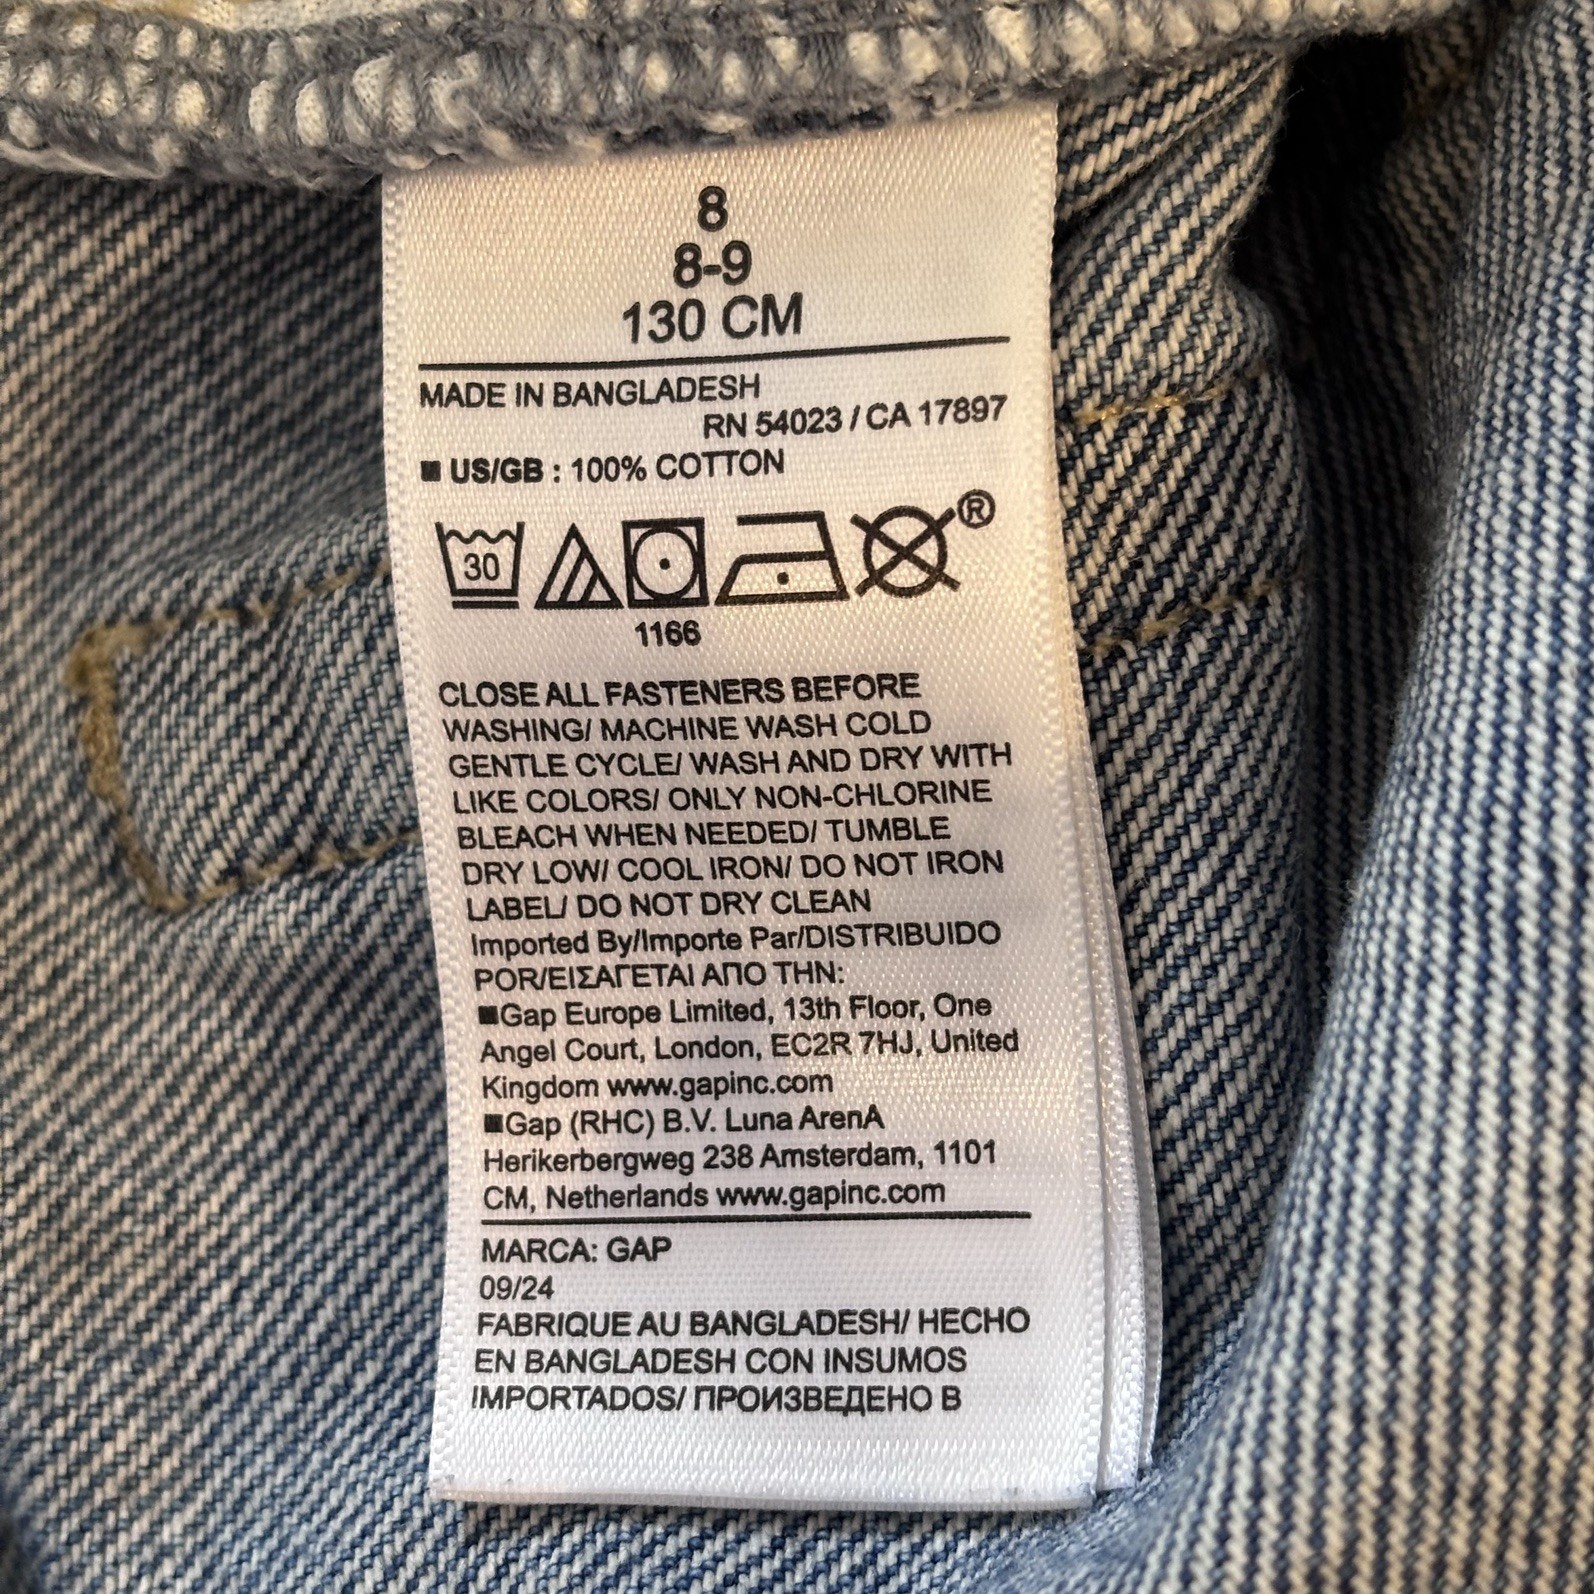 8
8-9
130 CM
MADE IN BANGLADESH
RN 54023 / CA 17897
■ US/GB : 100% COTTON
30
®
1166
CLOSE ALL FASTENERS BEFORE
WASHING/ MACHINE WASH COLD
GENTLE CYCLE/ WASH AND DRY WITH
LIKE COLORS/ ONLY NON-CHLORINE
BLEACH WHEN NEEDED/ TUMBLE
DRY LOW/ COOL IRON/ DO NOT IRON
LABEL/ DO NOT DRY CLEAN
Imported By/Importe Par/DISTRIBUIDO
POR/ΕΙΣΑΓΕΤΑΙ ΑΠΟ ΤΗΝ:
■Gap Europe Limited, 13th Floor, One
Angel Court, London, EC2R 7HJ, United
Kingdom www.gapinc.com
■Gap (RHC) B.V. Luna ArenA
Herikerbergweg 238 Amsterdam, 1101
CM, Netherlands www.gapinc.com
MARCA: GAP
09/24
FABRIQUE AU BANGLADESH/ HECHO
EN BANGLADESH CON INSUMOS
IMPORTADOS/ ПРОИЗВЕДЕНО В